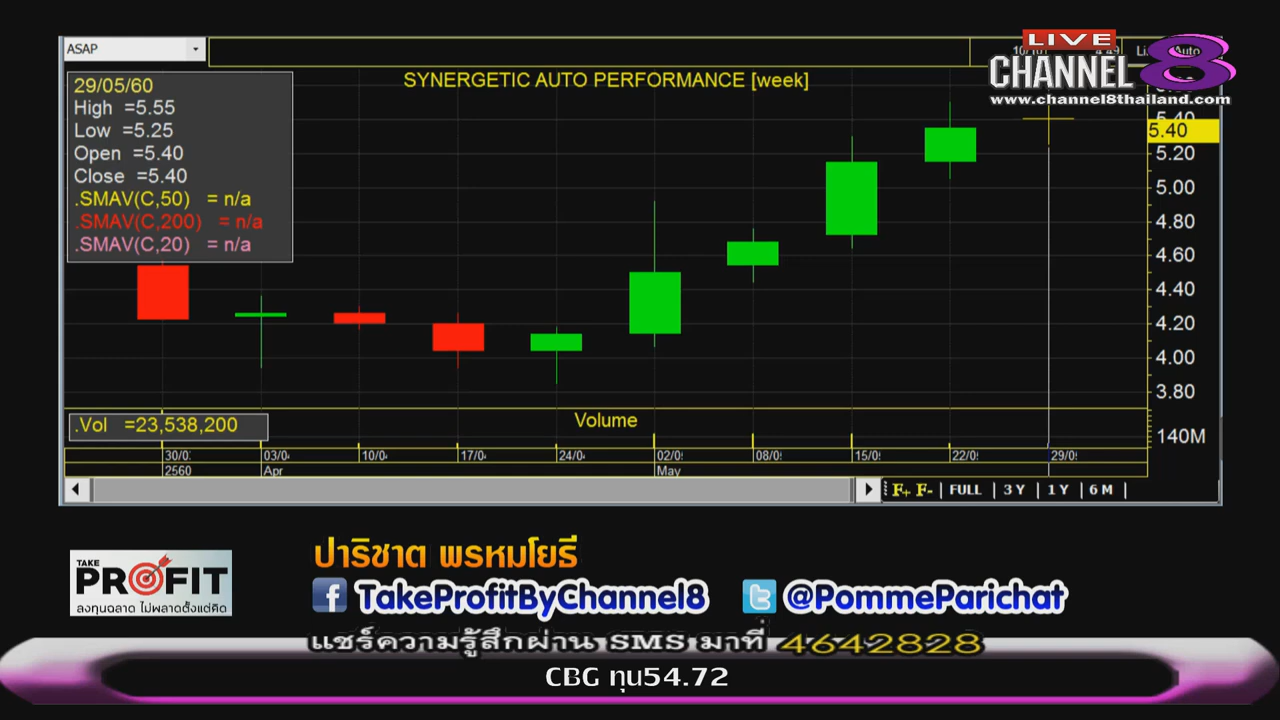 ASAP
LIVE
CHANNEL 8
www.channel8thailand.com
SYNERGETIC AUTO PERFORMANCE [week]
29/05/60
High =5.55
Low =5.25
Open =5.40
Close =5.40
.SMAV(C,50) = n/a
.SMAV(C,200) = n/a
.SMAV(C,20) = n/a
5.40
5.40
5.20
5.00
4.80
4.60
4.40
4.20
4.00
3.80
.Vol =23,538,200
Volume
140M
30/0 03/0 10/0 17/0 24/0 02/0 08/0 15/0 22/0 29/0
2560 Apr May
F+ F- FULL 3 Y 1 Y 6 M
TAKE
PROFIT
ลงทุนฉลาด ไม่พลาดตั้งแต่คิด
ปาริชาต พรหมโยธี
TakeProfitByChannel8 @PommeParichat
แชร์ความรู้สึกผ่าน SMS มาที่ 4642828
CBG ทุน54.72